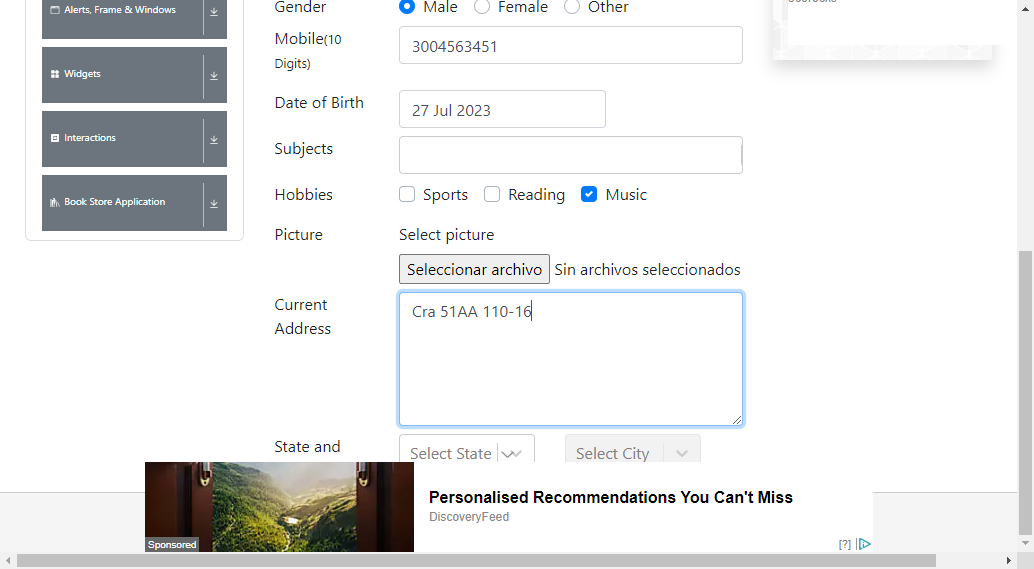 Alerts, Frame & Windows
Widgets
Interactions
Book Store Application
Gender
Male Female Other
Mobile(10 Digits)
3004563451
Date of Birth
27 Jul 2023
Subjects
Hobbies
Sports Reading Music
Picture
Select picture
Seleccionar archivo Sin archivos seleccionados
Current
Address
Cra 51AA 110-16
State and
Select State
Select City
Personalised Recommendations You Can't Miss
DiscoveryFeed
Sponsored
[?]